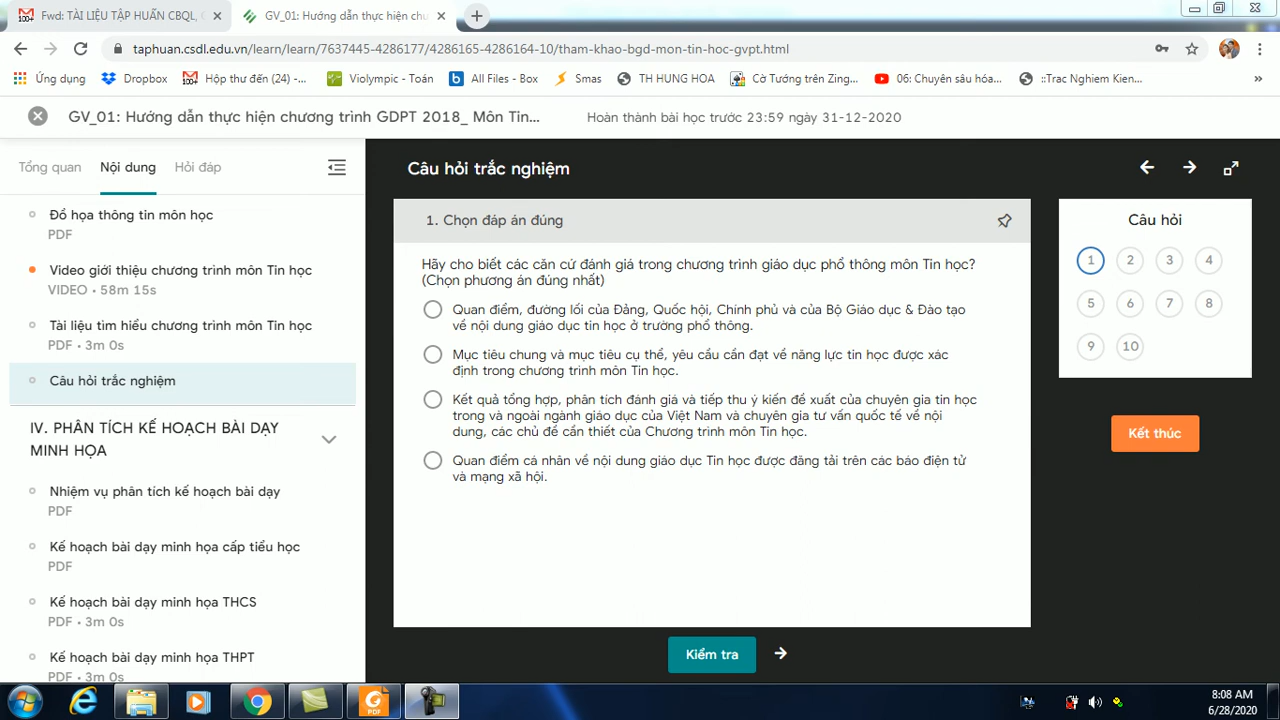 Fwd: TÀI LIỆU TẬP HUẤN CBQL, G
GV_01: Hướng dẫn thực hiện chu
taphuan.csdl.edu.vn/learn/learn/7637445-4286177/4286165-4286164-10/tham-khao-bgd-mon-tin-hoc-gvpt.html
Ứng dụng
Dropbox
Hộp thư đến (24) -...
Violympic - Toán
All Files - Box
Smas
TH HUNG HOA
Cờ Tướng trên Zing...
06: Chuyên sâu hóa...
::Trac Nghiem Kien...
GV_01: Hướng dẫn thực hiện chương trình GDPT 2018_ Môn Tin...
Hoàn thành bài học trước 23:59 ngày 31-12-2020
Tổng quan
Nội dung
Hỏi đáp
Đồ họa thông tin môn học
PDF
Video giới thiệu chương trình môn Tin học
VIDEO • 58m 15s
Tài liệu tìm hiểu chương trình môn Tin học
PDF • 3m 0s
Câu hỏi trắc nghiệm
IV. PHÂN TÍCH KẾ HOẠCH BÀI DẠY
MINH HỌA
Nhiệm vụ phân tích kế hoạch bài dạy
PDF
Kế hoạch bài dạy minh họa cấp tiểu học
PDF
Kế hoạch bài dạy minh họa THCS
PDF • 3m 0s
Kế hoạch bài dạy minh họa THPT
PDF • 3m 0s
Câu hỏi trắc nghiệm
1. Chọn đáp án đúng
Hãy cho biết các căn cứ đánh giá trong chương trình giáo dục phổ thông môn Tin học?
(Chọn phương án đúng nhất)
Quan điểm, đường lối của Đảng, Quốc hội, Chính phủ và của Bộ Giáo dục & Đào tạo
về nội dung giáo dục tin học ở trường phổ thông.
Mục tiêu chung và mục tiêu cụ thể, yêu cầu cần đạt về năng lực tin học được xác
định trong chương trình môn Tin học.
Kết quả tổng hợp, phân tích đánh giá và tiếp thu ý kiến đề xuất của chuyên gia tin học
trong và ngoài ngành giáo dục của Việt Nam và chuyên gia tư vấn quốc tế về nội
dung, các chủ đề cần thiết của Chương trình môn Tin học.
Quan điểm cá nhân về nội dung giáo dục Tin học được đăng tải trên các báo điện tử
và mạng xã hội.
Kiểm tra
Câu hỏi
1 2 3 4
5 6 7 8
9 10
Kết thúc
8:08 AM
6/28/2020